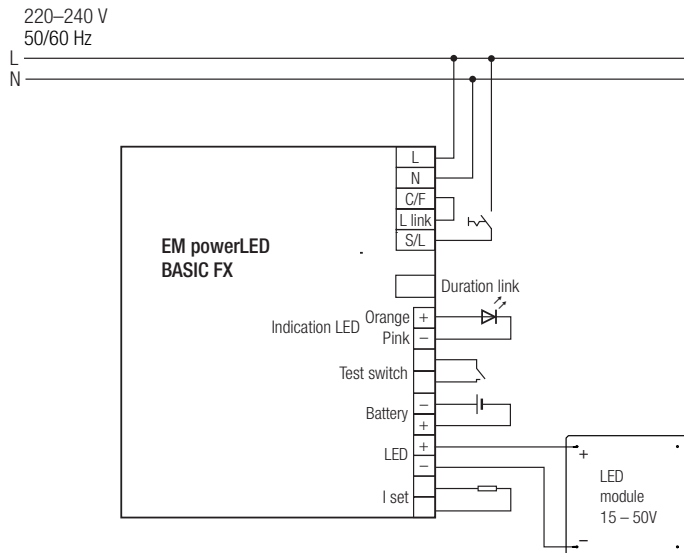 220–240 V
50/60 Hz
L
N
L
N
C/F
L link
S/L
EM powerLED
BASIC FX
Duration link
Indication LED
Orange +
Pink –
Test switch
Battery
–
+
LED
+
–
I set
+
–
LED
module
15 – 50V